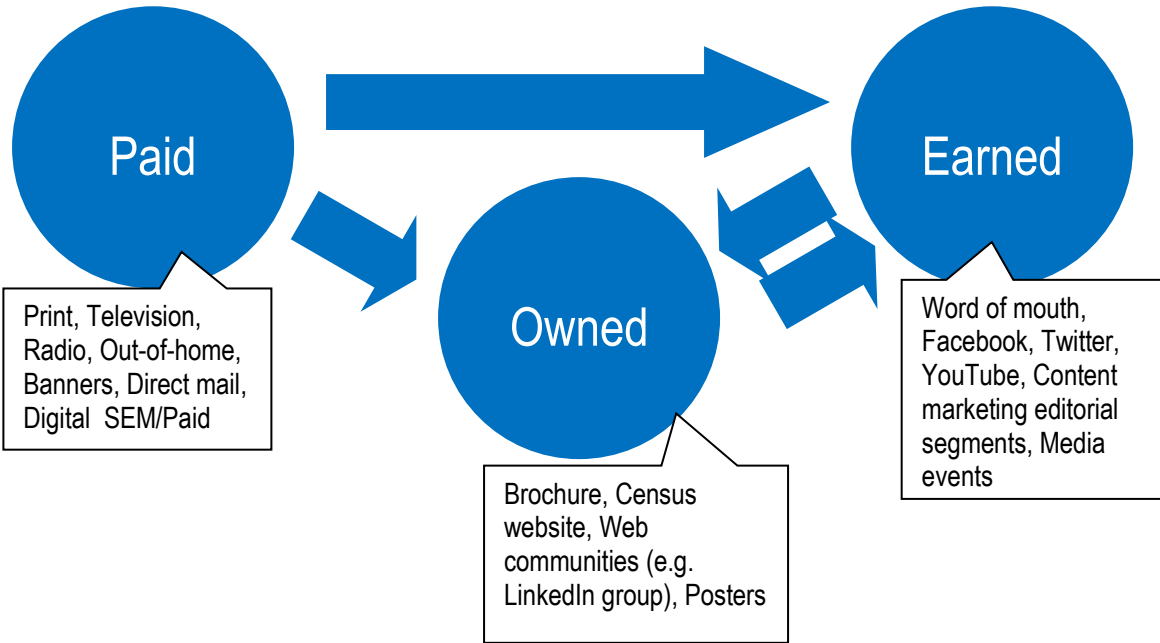 Paid
Earned
Owned
Print, Television,
Radio, Out-of-home,
Banners, Direct mail,
Digital  SEM/Paid
Brochure, Census
website, Web
communities (e.g.
LinkedIn group), Posters
Word of mouth,
Facebook, Twitter,
YouTube, Content
marketing editorial
segments, Media
events